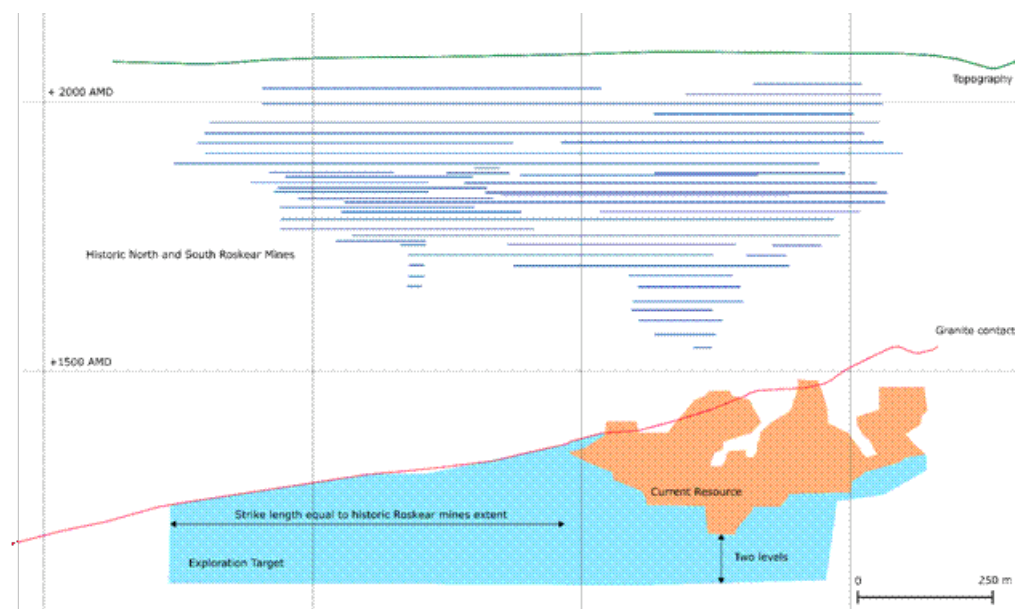 Topography
+ 2000 AMD
Historic North and South Roskear Mines
Granite contact
+1500 AMD
Current Resource
Strike length equal to historic Roskear mines extent
Two levels
Exploration Target
0 250 m